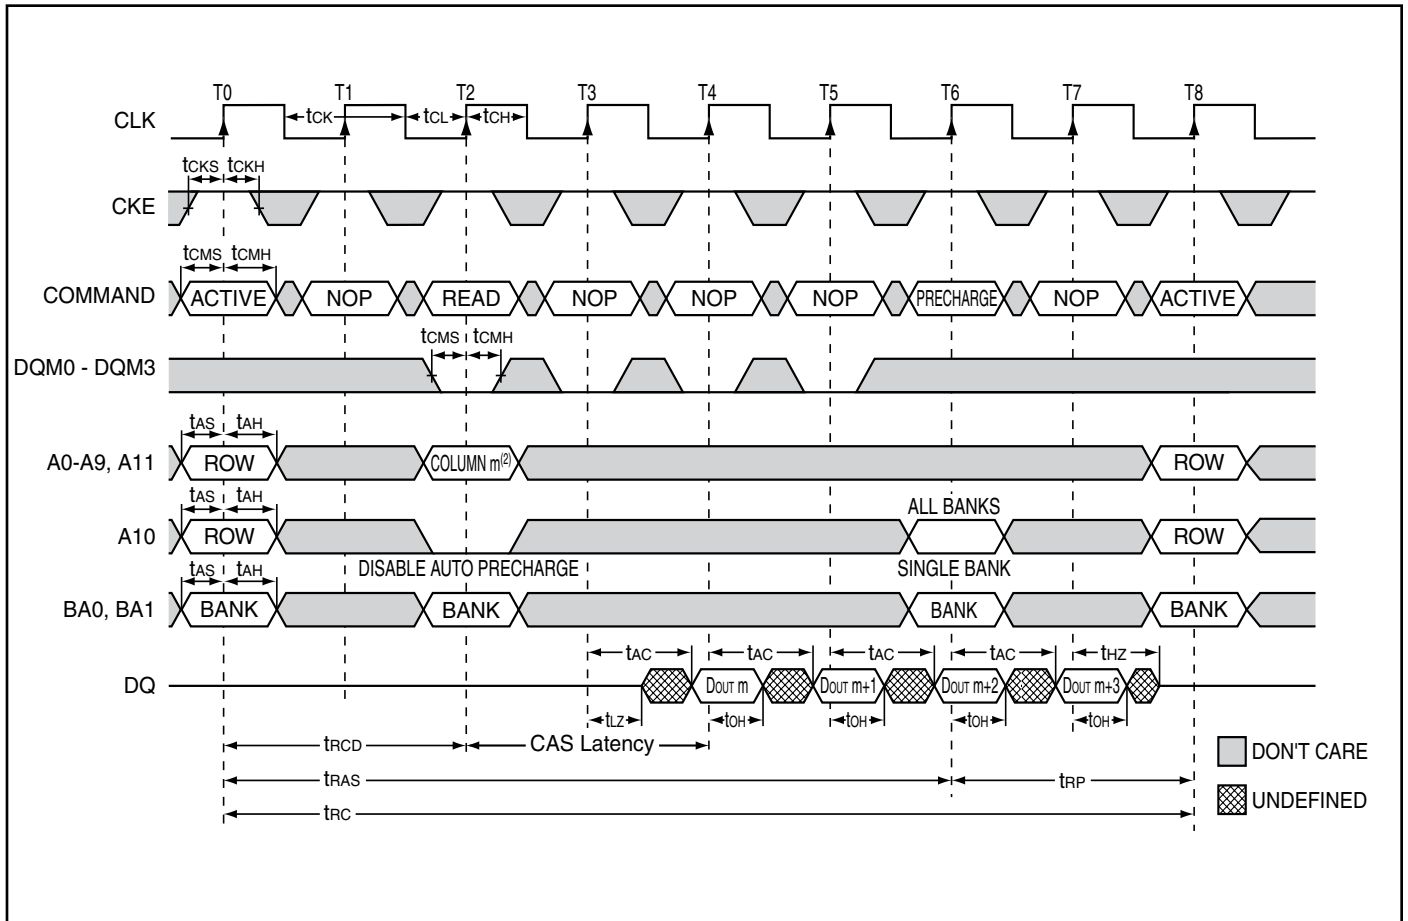 T0 T1 T2 T3 T4 T5 T6 T7 T8
CLK tCK tCL tCH
tCKS tCKH
CKE
tCMS tCMH
COMMAND ACTIVE NOP READ NOP NOP NOP PRECHARGE NOP ACTIVE
tCMS tCMH
DQM0 - DQM3
tAS tAH
A0-A9, A11 ROW COLUMN m(2) ROW
tAS tAH ALL BANKS
A10 ROW ROW
DISABLE AUTO PRECHARGE SINGLE BANK
tAS tAH
BA0, BA1 BANK BANK BANK BANK
tAC tAC tAC tAC tHZ
DQ DOUT m DOUT m+1 DOUT m+2 DOUT m+3
tLZ tOH tOH tOH tOH
tRCD CAS Latency
DON'T CARE
tRAS tRP
UNDEFINED
tRC